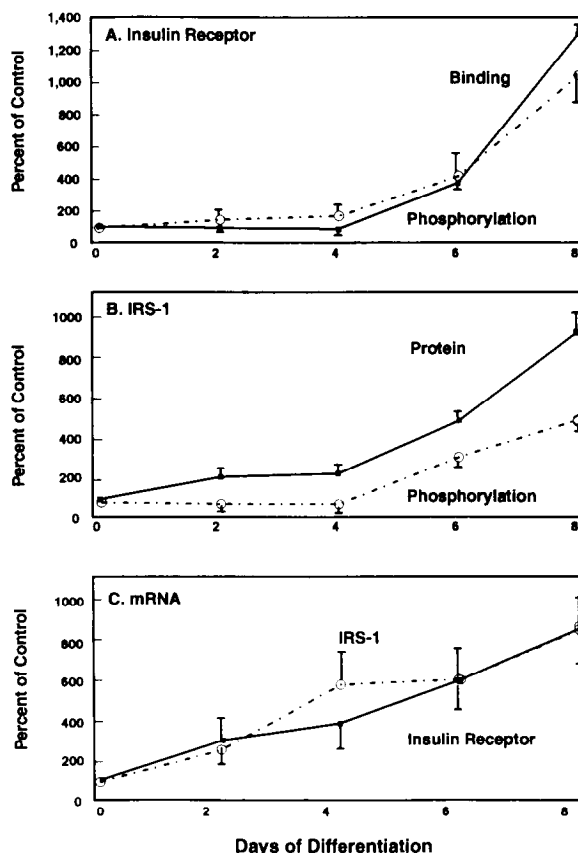 A. Insulin Receptor
Percent of Control
1,400
1,200
1,000
800
600
400
200
0
Binding
Phosphorylation
0 2 4 6 8
B. IRS-1
Percent of Control
1000
800
600
400
200
0
Protein
Phosphorylation
0 2 4 6 8
C. mRNA
Percent of Control
1000
800
600
400
200
0
IRS-1
Insulin Receptor
0 2 4 6 8
Days of Differentiation